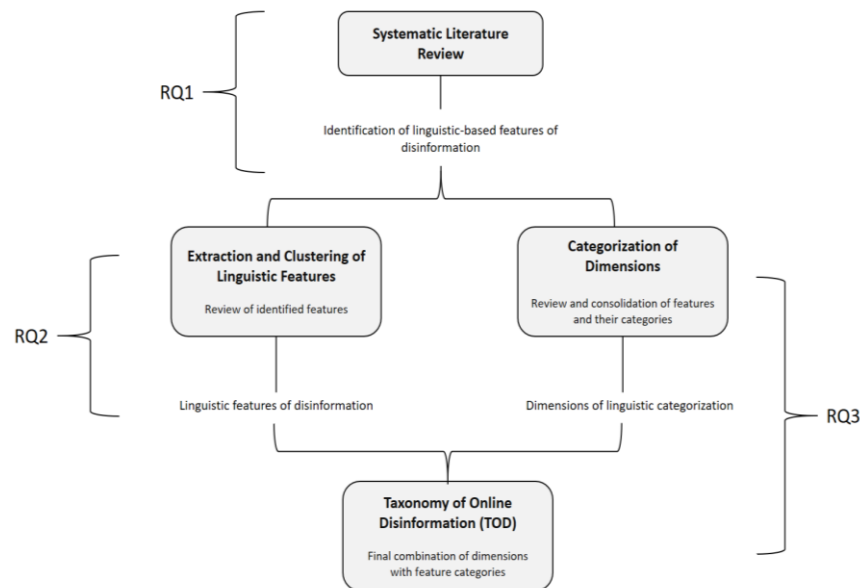 Systematic Literature
Review
RQ1
Identification of linguistic-based features of
disinformation
Extraction and Clustering of
Linguistic Features
Review of identified features
Categorization of
Dimensions
Review and consolidation of features
and their categories
RQ2
Linguistic features of disinformation
Dimensions of linguistic categorization
RQ3
Taxonomy of Online
Disinformation (TOD)
Final combination of dimensions
with feature categories